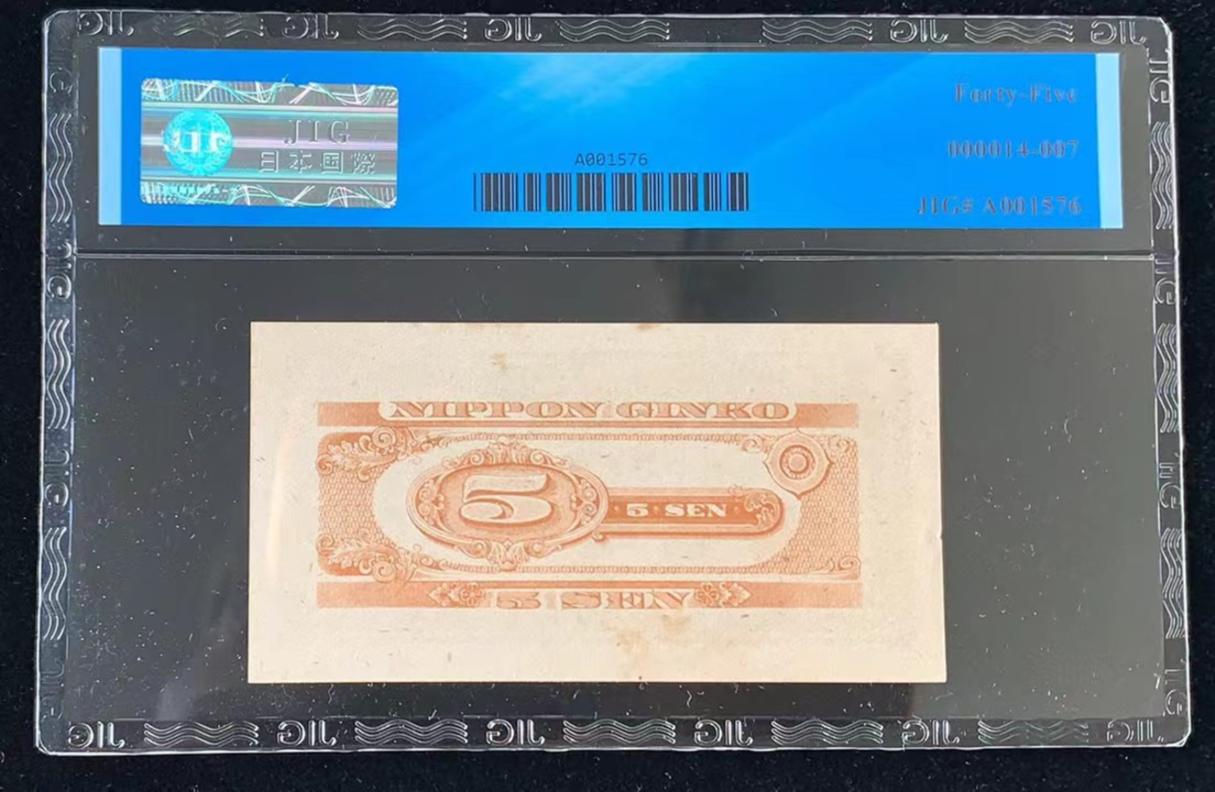 JIG
日本国際
A001576
Forty-Five
000014-007
JIG# A001576
NIPPON GINKO
5
5 SEN
5 SEN